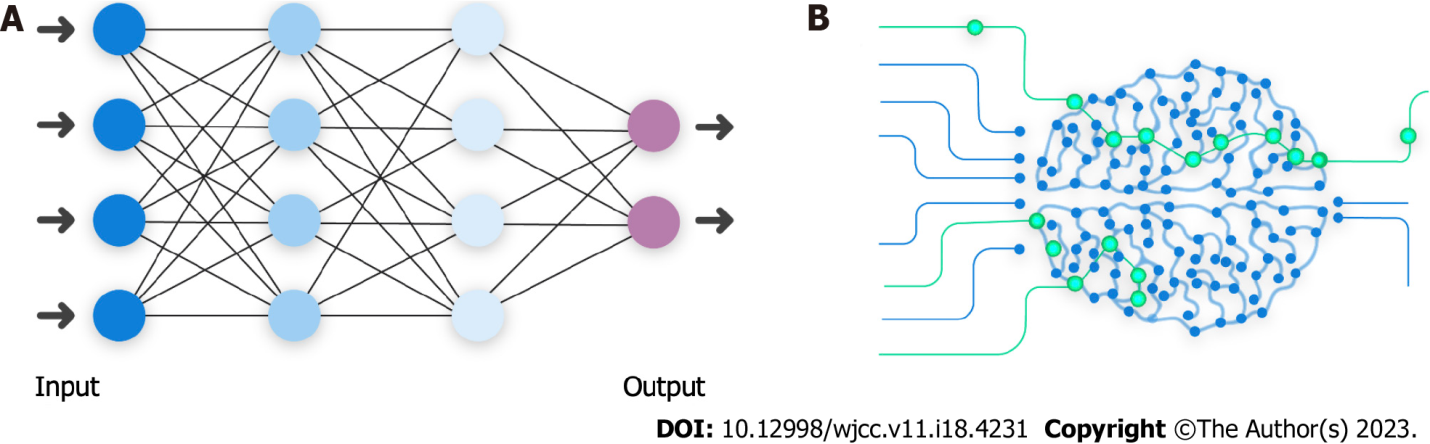 A
B
Input
Output
DOI: 10.12998/wjcc.v11.i18.4231 Copyright ©The Author(s) 2023.